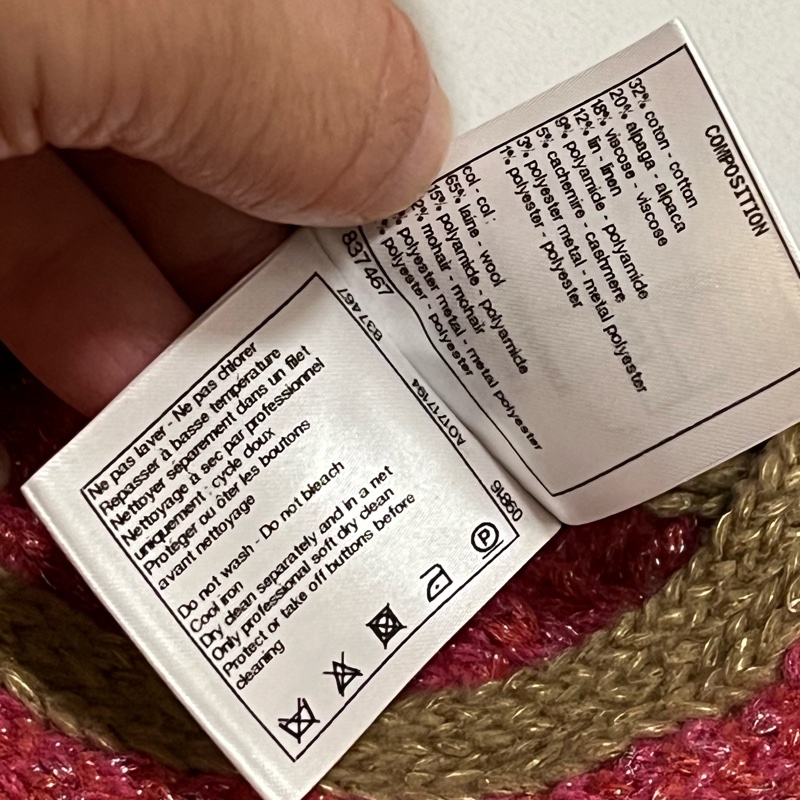 COMPOSITION
32% coton - cotton
20% alpaga - alpaca
18% viscose - viscose
12% lin - linen
9% polyamide - polyamide
5% cachemire - cashmere
3% polyester metal - metal polyester
1% polyester - polyester
col - col:
65% laine - wool
15% polyamide - polyamide
mohair - mohair
polyester metal - metal polyester
polyester - polyester
837467
837467
A0171794
9L860
Ne pas laver - Ne pas chlorer
Repasser à basse température
Nettoyer séparement dans un filet
Nettoyage à sec par professionnel
uniquement : cycle doux
Protéger ou ôter les boutons
avant nettoyage
Do not wash - Do not bleach
Cool iron
Dry clean separately and in a net
Only professional soft dry clean
Protect or take off buttons before
cleaning
P